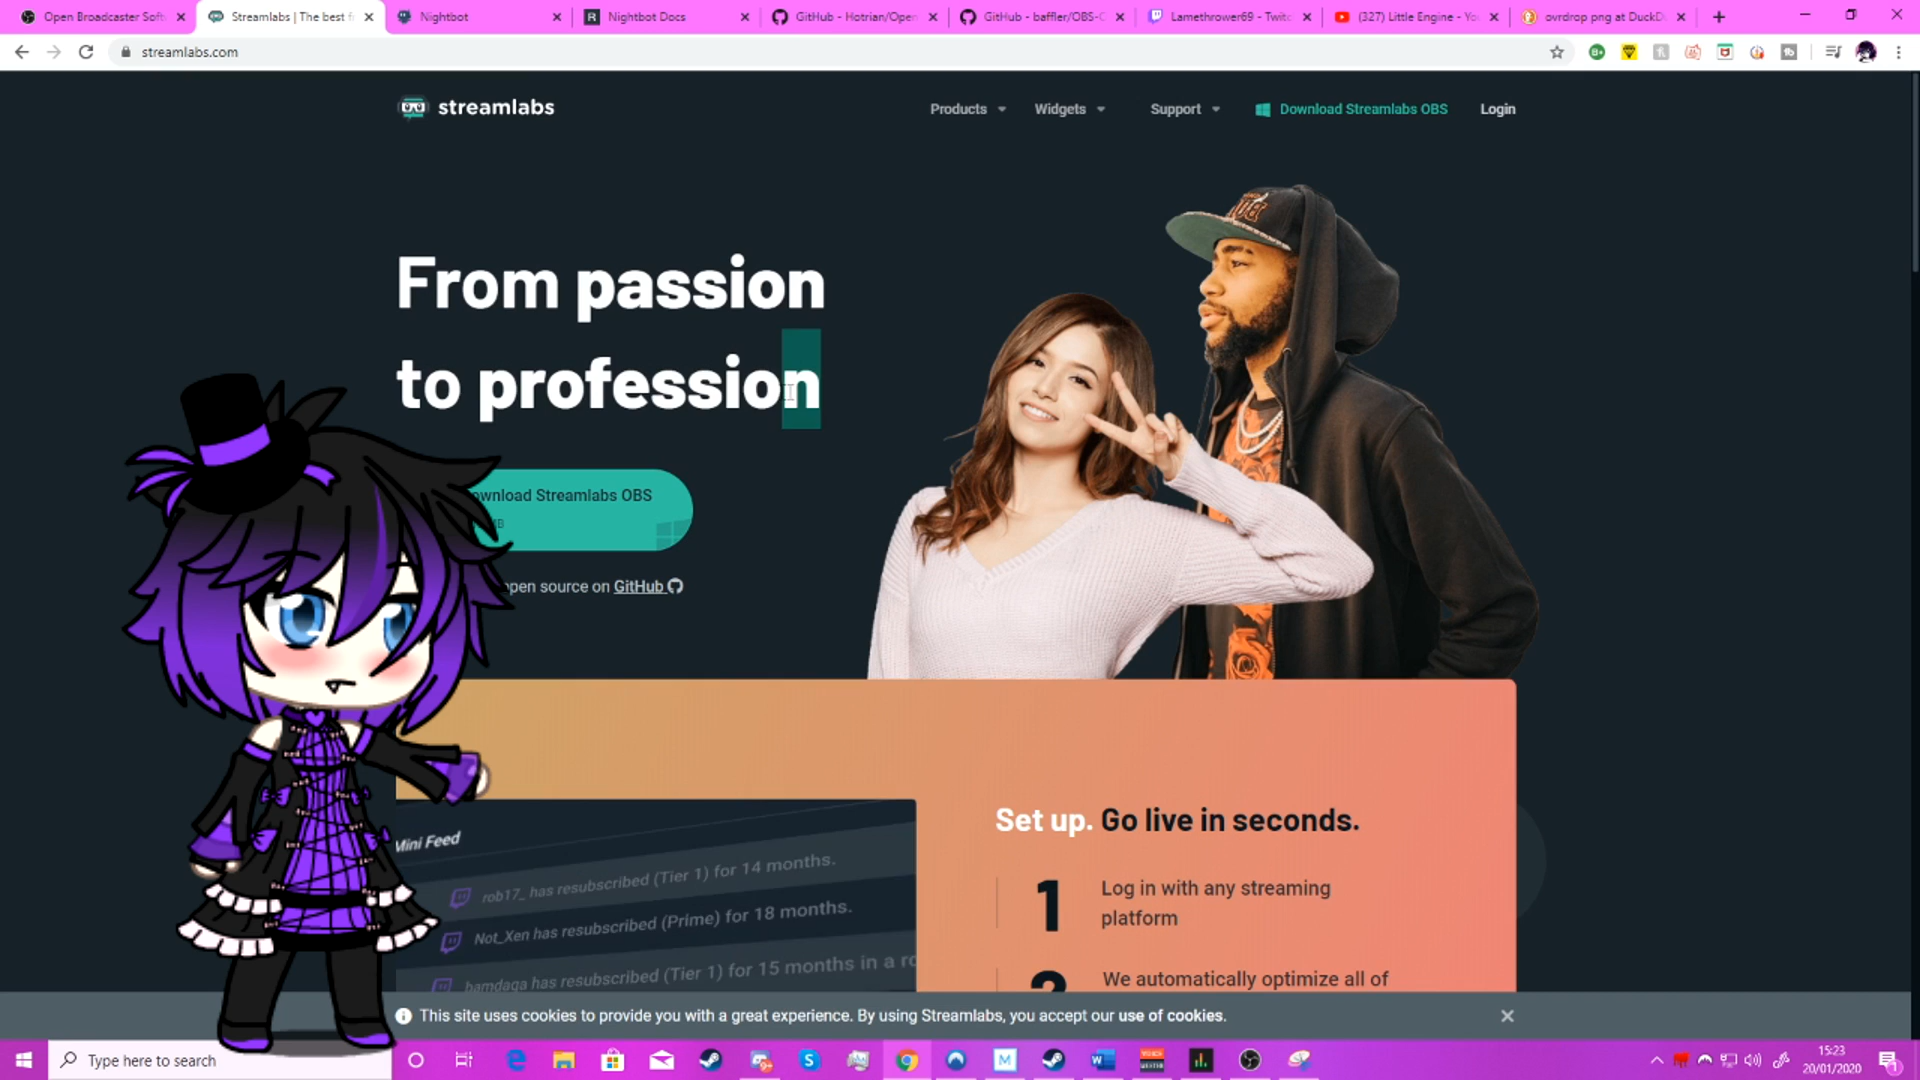 Open Broadcaster Soft
Streamlabs | The best f
Nightbot
Nightbot Docs
GitHub - Hotrian/Open
GitHub - baffler/OBS-C
Lamethrower69 - Twitc
(327) Little Engine - Yo
ovrdrop png at DuckD
streamlabs.com
streamlabs
Products
Widgets
Support
Download Streamlabs OBS
Login
From passion
to profession
wnload Streamlabs OBS
MB
open source on GitHub
Mini Feed
rob17_ has resubscribed (Tier 1) for 14 months.
Not_Xen has resubscribed (Prime) for 18 months.
bamdaga has resubscribed (Tier 1) for 15 months in a ro
Set up. Go live in seconds.
1
Log in with any streaming
platform
2
We automatically optimize all of
This site uses cookies to provide you with a great experience. By using Streamlabs, you accept our use of cookies.
Type here to search
15:23
20/01/2020